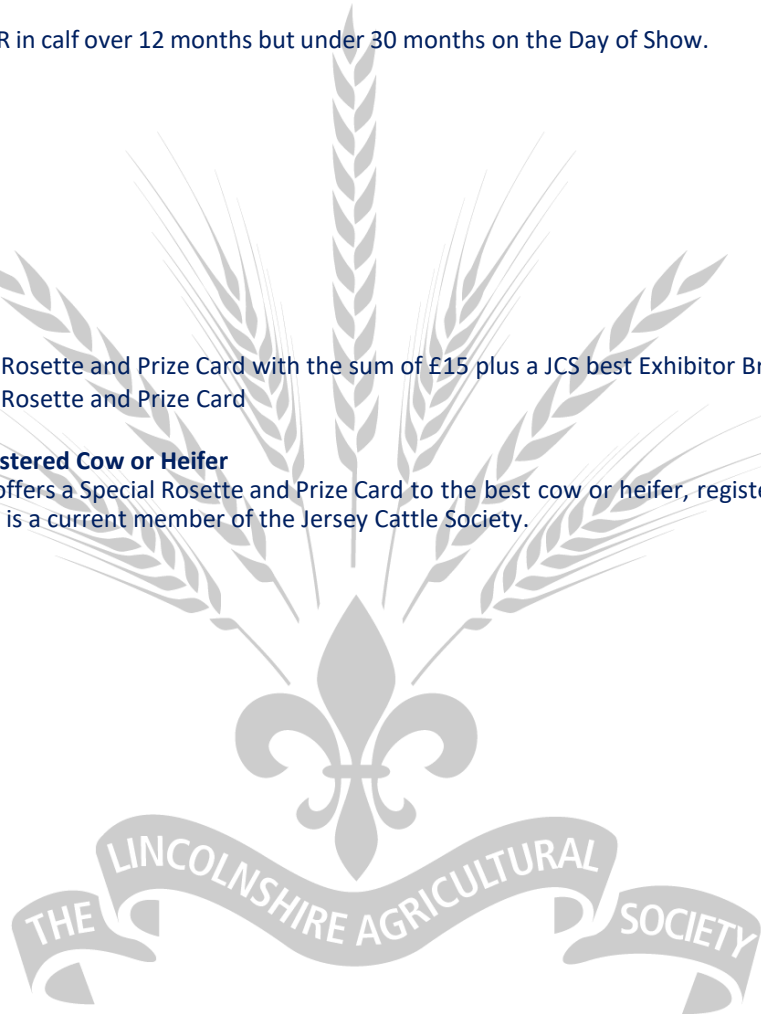 R in calf over 12 months but under 30 months on the Day of Show.
Rosette and Prize Card with the sum of £15 plus a JCS best Exhibitor Br
Rosette and Prize Card
stered Cow or Heifer
offers a Special Rosette and Prize Card to the best cow or heifer, registe
is a current member of the Jersey Cattle Society.
THE LINCOLNSHIRE AGRICULTURAL SOCIETY